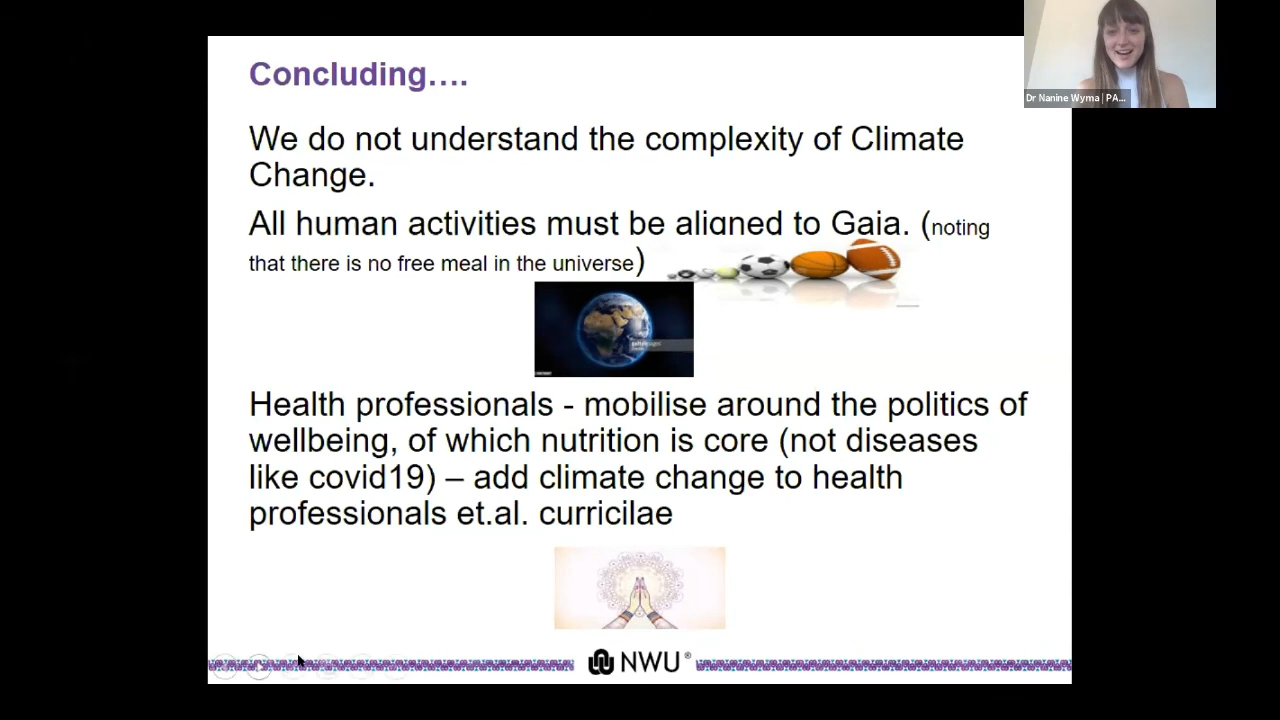 Concluding….
We do not understand the complexity of Climate
Change.
All human activities must be aligned to Gaia. (noting
that there is no free meal in the universe)
Health professionals - mobilise around the politics of
wellbeing, of which nutrition is core (not diseases
like covid19) – add climate change to health
professionals et.al. curricilae
NWU®
Dr Nanine Wyma | PA...